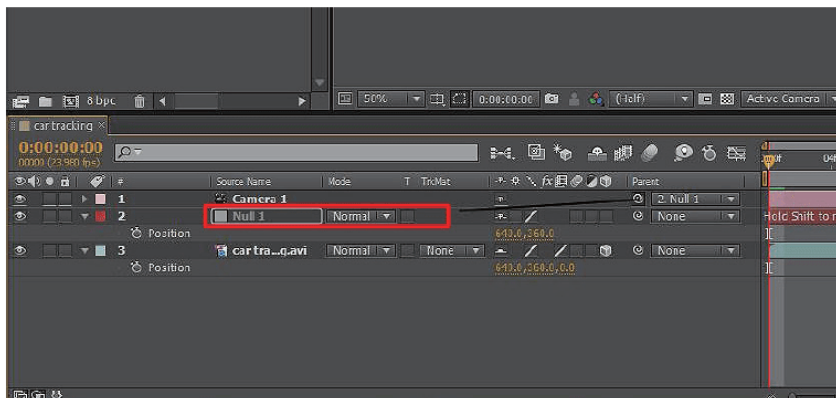 8 bpc
50% 0:00:00:00 (Half) Active Camera
car tracking ×
0:00:00:00
00000 (23.980 fps)
# Source Name Mode T TrkMat fx Parent
1 Camera 1 2. Null 1
2 Null 1 Normal None Hold Shift to
Position 640.0,360.0
3 car tra...g.avi Normal None None
Position 640.0,360.0,0.0